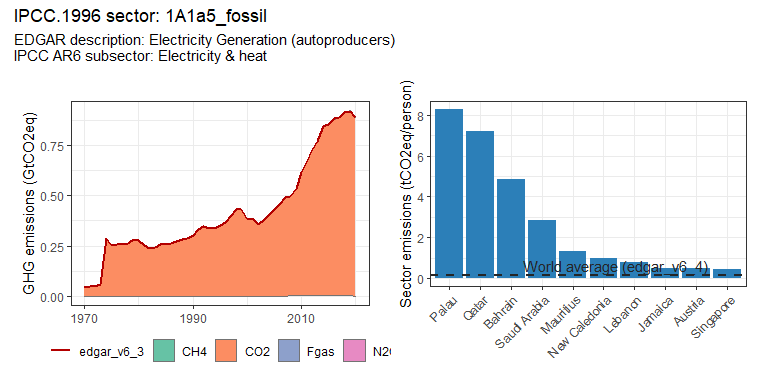 IPCC.1996 sector: 1A1a5_fossil
EDGAR description: Electricity Generation (autoproducers)
IPCC AR6 subsector: Electricity & heat
GHG emissions (GtCO2eq)
0.75
0.50
0.25
0.00
1970
1990
2010
edgar_v6_3
CH4
CO2
Fgas
N2
Sector emissions (tCO2eq/person)
8
6
4
2
0
World average (edgar_v6_4)
Palau
Qatar
Bahrain
Saudi Arabia
Mauritius
New Caledonia
Lebanon
Jamaica
Austria
Singapore